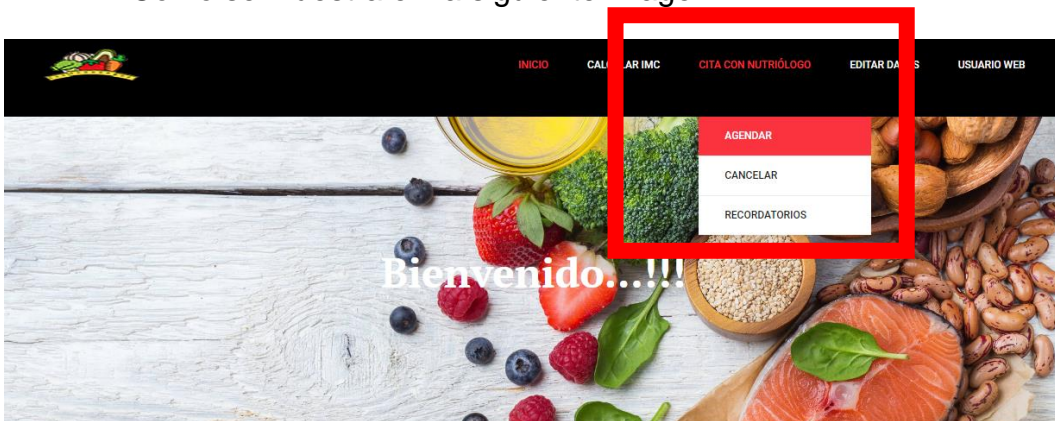 INICIO
CALCULAR IMC
CITA CON NUTRIÓLOGO
EDITAR DATOS
USUARIO WEB
AGENDAR
CANCELAR
RECORDATORIOS
Bienvenido...!!!